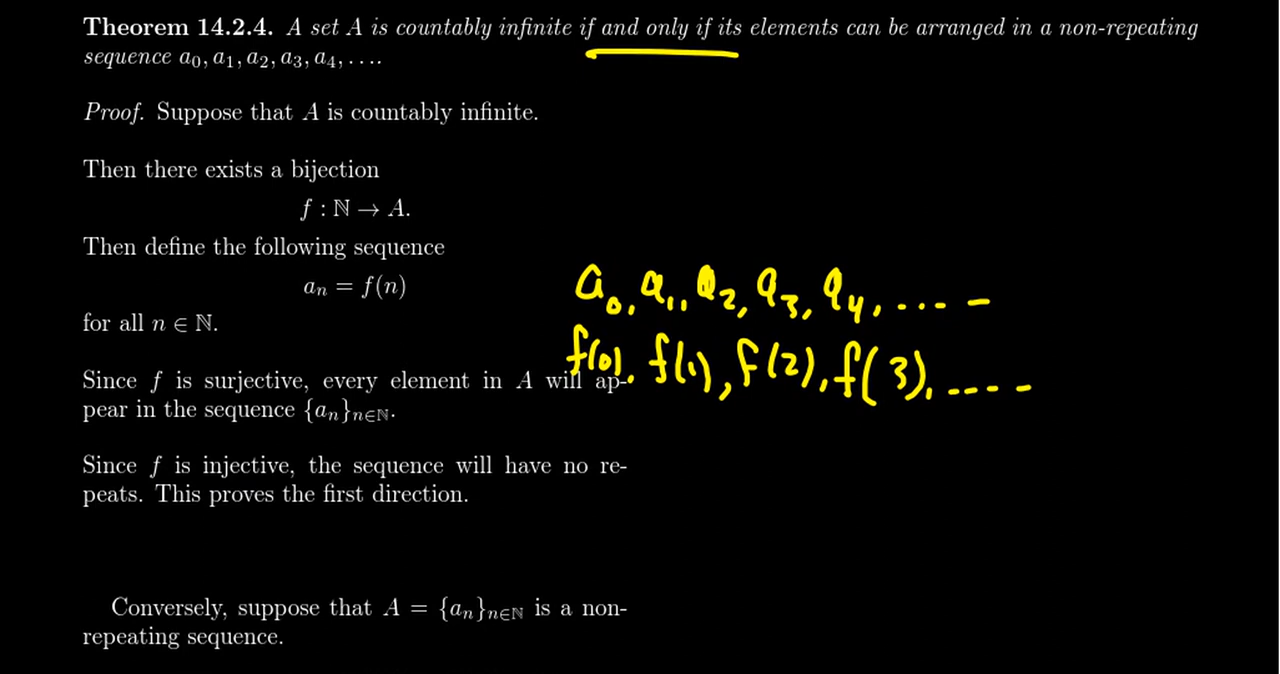 Theorem 14.2.4. A set A is countably infinite if and only if its elements can be arranged in a non-repeating
sequence a₀, a₁, a₂, a₃, a₄, . . . .
Proof. Suppose that A is countably infinite.
Then there exists a bijection
f : ℕ → A.
Then define the following sequence
aₙ = f(n)
for all n ∈ ℕ.
a₀, a₁, a₂, a₃, a₄, .... –
f(0), f(1), f(2), f(3), ....
Since f is surjective, every element in A will ap-
pear in the sequence {aₙ}ₙ∈ℕ.
Since f is injective, the sequence will have no re-
peats. This proves the first direction.
Conversely, suppose that A = {aₙ}ₙ∈ℕ is a non-
repeating sequence.